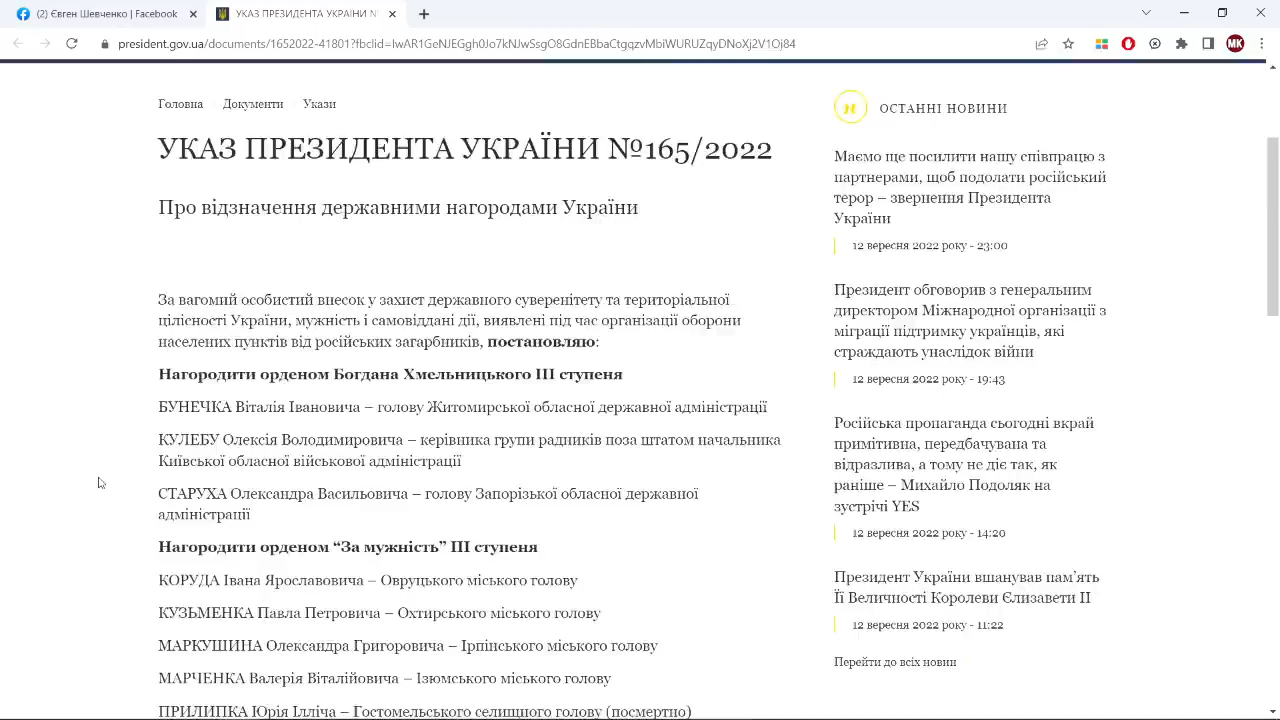 (2) Євген Шевченко | Facebook
УКАЗ ПРЕЗИДЕНТА УКРАЇНИ №
president.gov.ua/documents/1652022-41801?fbclid=IwAR1GeNJEGgh0Jo7kNJwSsgO8GdnEBbaCtgqzvMbiWURUZqyDNoXj2V1Oj84
МК
Головна Документи Укази
УКАЗ ПРЕЗИДЕНТА УКРАЇНИ №165/2022
Про відзначення державними нагородами України
За вагомий особистий внесок у захист державного суверенітету та територіальної
цілісності України, мужність і самовіддані дії, виявлені під час організації оборони
населених пунктів від російських загарбників, постановляю:
Нагородити орденом Богдана Хмельницького ІІІ ступеня
БУНЕЧКА Віталія Івановича – голову Житомирської обласної державної адміністрації
КУЛЕБУ Олексія Володимировича – керівника групи радників поза штатом начальника
Київської обласної військової адміністрації
СТАРУХА Олександра Васильовича – голову Запорізької обласної державної
адміністрації
Нагородити орденом “За мужність” ІІІ ступеня
КОРУДА Івана Ярославовича – Овруцького міського голову
КУЗЬМЕНКА Павла Петровича – Охтирського міського голову
МАРКУШИНА Олександра Григоровича – Ірпінського міського голову
МАРЧЕНКА Валерія Віталійовича – Ізюмського міського голову
ПРИЛИПКА Юрія Ілліча – Гостомельського селищного голову (посмертно)
ОСТАННІ НОВИНИ
Маємо ще посилити нашу співпрацю з
партнерами, щоб подолати російський
терор – звернення Президента
України
12 вересня 2022 року - 23:00
Президент обговорив з генеральним
директором Міжнародної організації з
міграції підтримку українців, які
страждають унаслідок війни
12 вересня 2022 року - 19:43
Російська пропаганда сьогодні вкрай
примітивна, передбачувана та
відразлива, а тому не діє так, як
раніше – Михайло Подоляк на
зустрічі YES
12 вересня 2022 року - 14:20
Президент України вшанував пам’ять
Її Величності Королеви Єлизавети ІІ
12 вересня 2022 року - 11:22
Перейти до всіх новин